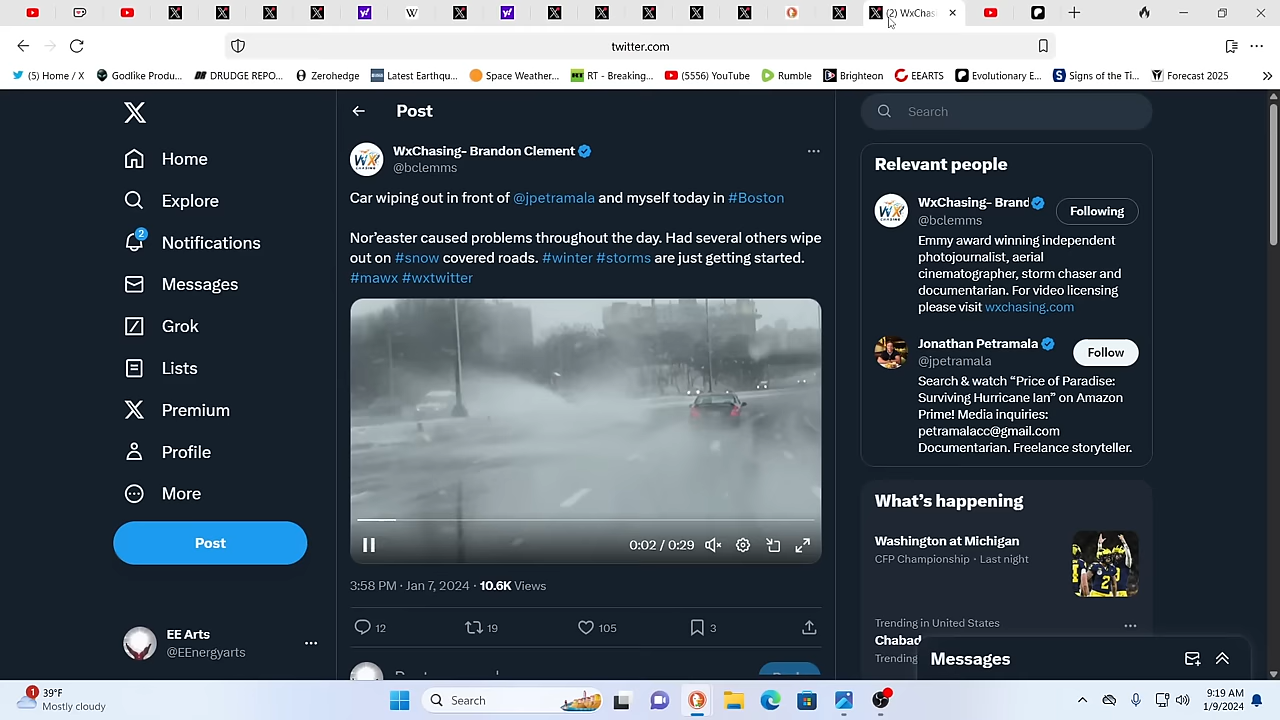 (2) WxChas
twitter.com
(5) Home / X
Godlike Produ...
DRUDGE REPO...
Zerohedge
Latest Earthqu...
Space Weather...
RT - Breaking...
(5556) YouTube
Rumble
Brighteon
EEARTS
Evolutionary E...
Signs of the Ti...
Forecast 2025
Home
Explore
2
Notifications
Messages
Grok
Lists
Premium
Profile
More
Post
EE Arts
@EEnergyarts
Post
WxChasing- Brandon Clement
@bclemms
Car wiping out in front of @jpetramala and myself today in #Boston
Nor’easter caused problems throughout the day. Had several others wipe
out on #snow covered roads. #winter #storms are just getting started.
#mawx #wxtwitter
0:02 / 0:29
3:58 PM · Jan 7, 2024 · 10.6K Views
12
19
105
3
Search
Relevant people
WxChasing- Brand
@bclemms
Following
Emmy award winning independent
photojournalist, aerial
cinematographer, storm chaser and
documentarian. For video licensing
please visit wxchasing.com
Jonathan Petramala
@jpetramala
Follow
Search & watch “Price of Paradise:
Surviving Hurricane Ian” on Amazon
Prime! Media inquiries:
petramalacc@gmail.com
Documentarian. Freelance storyteller.
What’s happening
Washington at Michigan
CFP Championship · Last night
Trending in United States
Chabad
Trending
Messages
1
39°F
Mostly cloudy
Search
9:19 AM
1/9/2024